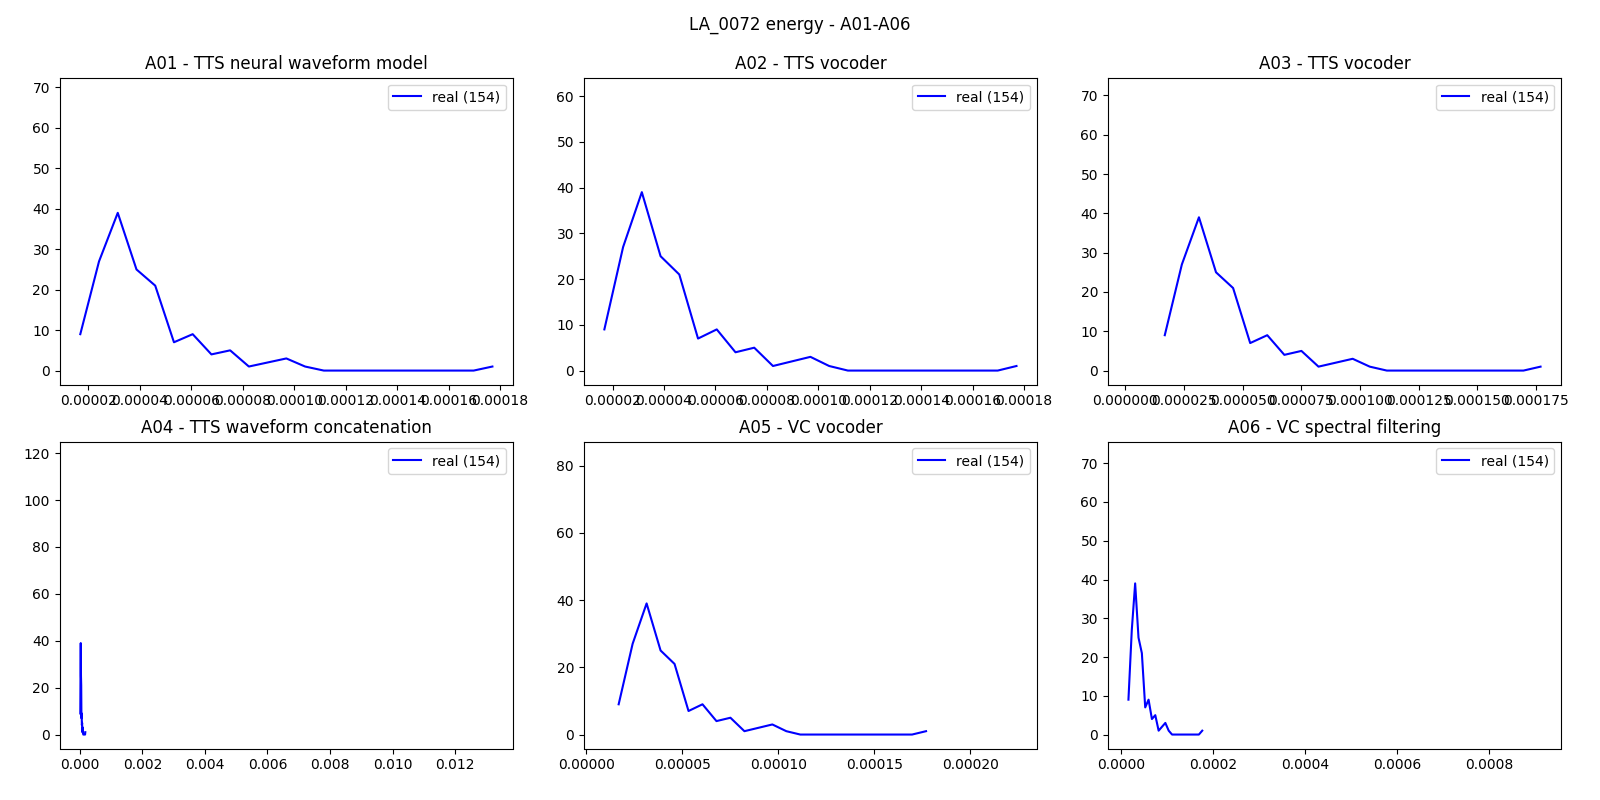 LA_0072 energy - A01-A06
A01 - TTS neural waveform model
A02 - TTS vocoder
A03 - TTS vocoder
real (154)
real (154)
real (154)
70
60
50
40
30
20
10
0
60
50
40
30
20
10
0
70
60
50
40
30
20
10
0
0.00002 0.00004 0.00006 0.00008 0.00010 0.00012 0.00014 0.00016 0.00018
0.00002 0.00004 0.00006 0.00008 0.00010 0.00012 0.00014 0.00016 0.00018
0.000000 0.000025 0.000050 0.000075 0.000100 0.000125 0.000150 0.000175
A04 - TTS waveform concatenation
A05 - VC vocoder
A06 - VC spectral filtering
real (154)
real (154)
real (154)
120
100
80
60
40
20
0
80
60
40
20
0
70
60
50
40
30
20
10
0
0.000 0.002 0.004 0.006 0.008 0.010 0.012
0.00000 0.00005 0.00010 0.00015 0.00020
0.0000 0.0002 0.0004 0.0006 0.0008